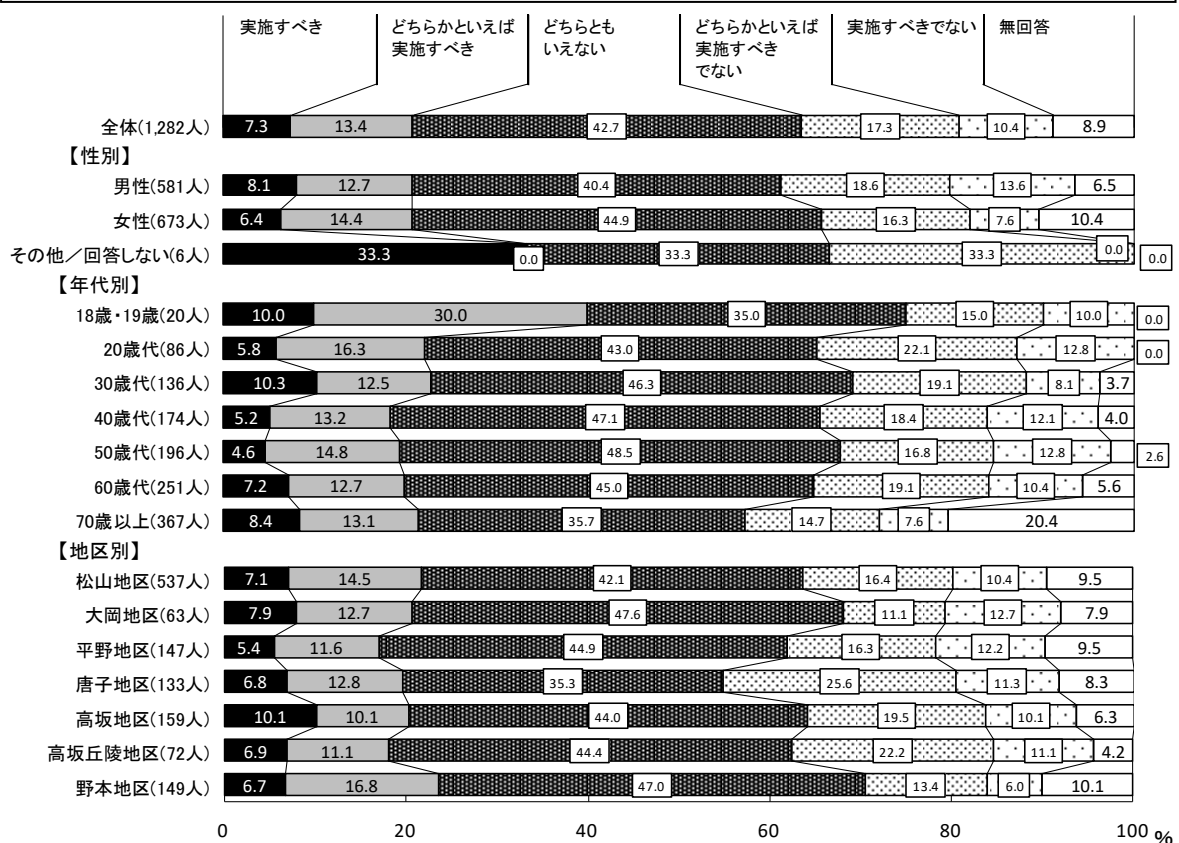 実施すべき
どちらかといえば
実施すべき
どちらとも
いえない
どちらかといえば
実施すべき
でない
実施すべきでない
無回答
全体(1,282人) 7.3 13.4 42.7 17.3 10.4 8.9
【性別】
男性(581人) 8.1 12.7 40.4 18.6 13.6 6.5
女性(673人) 6.4 14.4 44.9 16.3 7.6 10.4
その他／回答しない(6人) 33.3 0.0 33.3 33.3 0.0 0.0
【年代別】
18歳・19歳(20人) 10.0 30.0 35.0 15.0 10.0 0.0
20歳代(86人) 5.8 16.3 43.0 22.1 12.8 0.0
30歳代(136人) 10.3 12.5 46.3 19.1 8.1 3.7
40歳代(174人) 5.2 13.2 47.1 18.4 12.1 4.0
50歳代(196人) 4.6 14.8 48.5 16.8 12.8 2.6
60歳代(251人) 7.2 12.7 45.0 19.1 10.4 5.6
70歳以上(367人) 8.4 13.1 35.7 14.7 7.6 20.4
【地区別】
松山地区(537人) 7.1 14.5 42.1 16.4 10.4 9.5
大岡地区(63人) 7.9 12.7 47.6 11.1 12.7 7.9
平野地区(147人) 5.4 11.6 44.9 16.3 12.2 9.5
唐子地区(133人) 6.8 12.8 35.3 25.6 11.3 8.3
高坂地区(159人) 10.1 10.1 44.0 19.5 10.1 6.3
高坂丘陵地区(72人) 6.9 11.1 44.4 22.2 11.1 4.2
野本地区(149人) 6.7 16.8 47.0 13.4 6.0 10.1
0 20 40 60 80 100 %